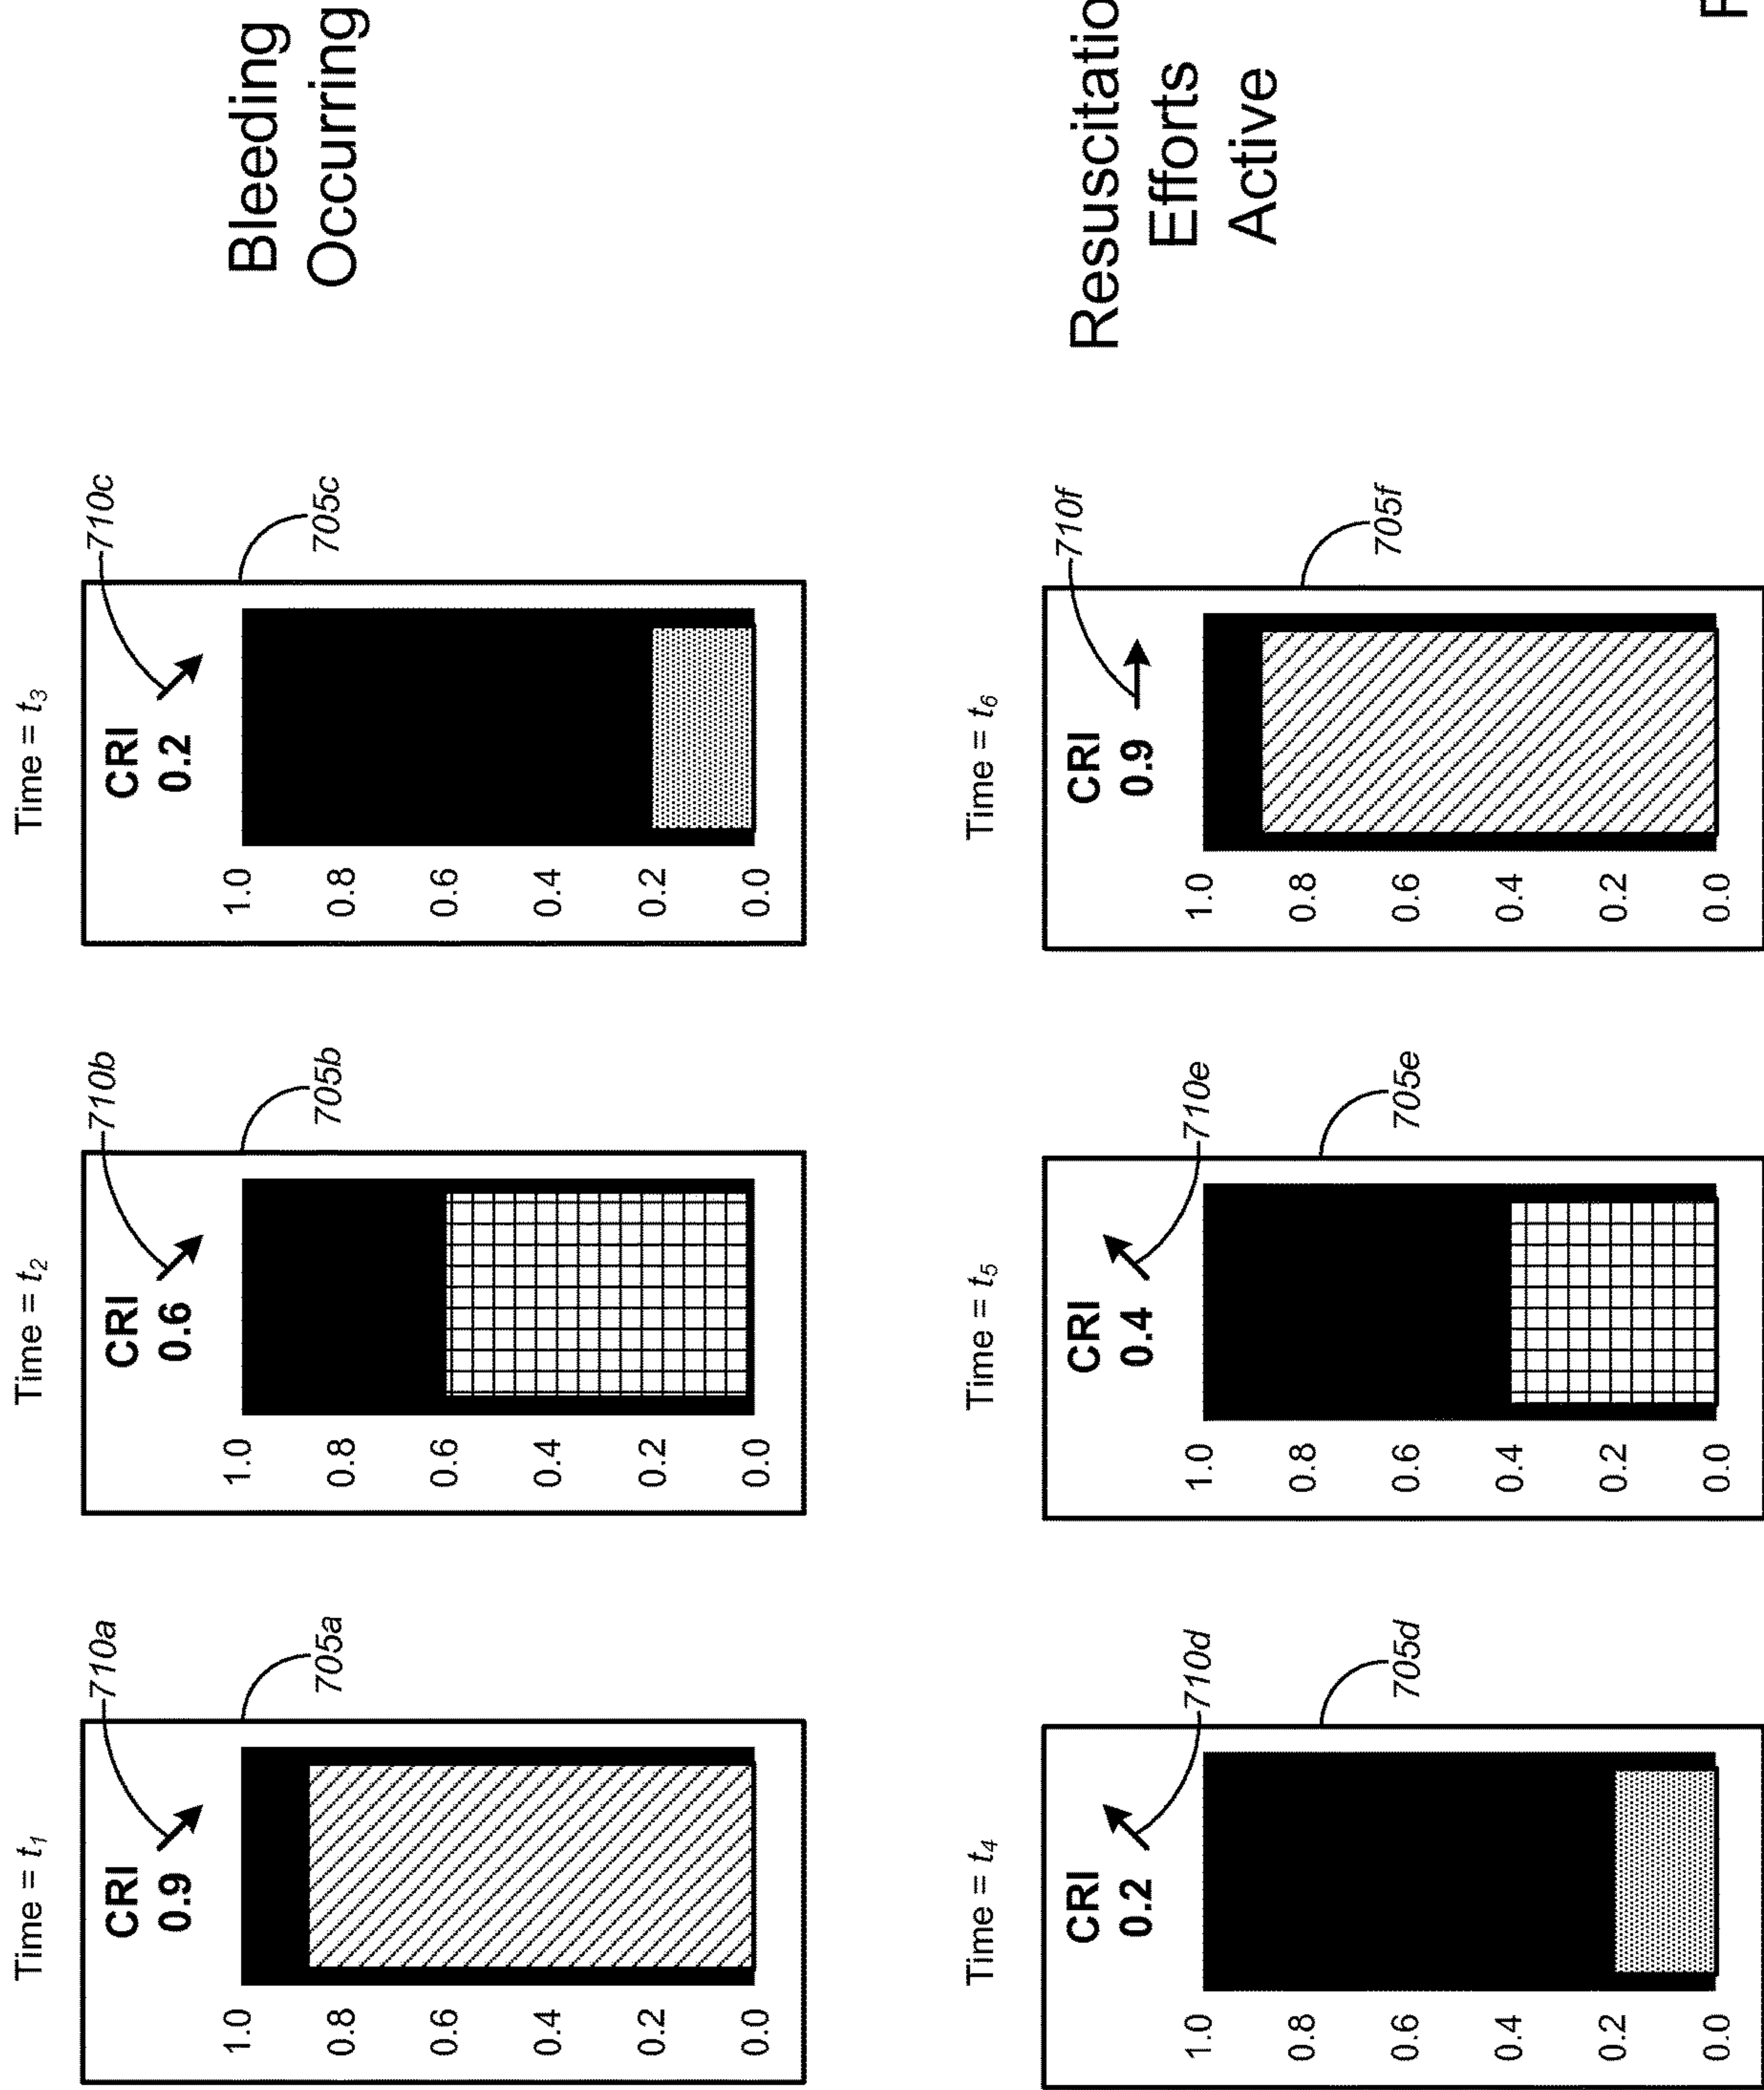 Time = t1
CRI
0.9
710a
705a
1.0
0.8
0.6
0.4
0.2
0.0
Time = t2
CRI
0.6
710b
705b
1.0
0.8
0.6
0.4
0.2
0.0
Time = t3
CRI
0.2
710c
705c
1.0
0.8
0.6
0.4
0.2
0.0
Bleeding
Occurring
Time = t4
CRI
0.2
710d
705d
1.0
0.8
0.6
0.4
0.2
0.0
Time = t5
CRI
0.4
710e
705e
1.0
0.8
0.6
0.4
0.2
0.0
Time = t6
CRI
0.9
710f
705f
1.0
0.8
0.6
0.4
0.2
0.0
Resuscitatio
Efforts
Active